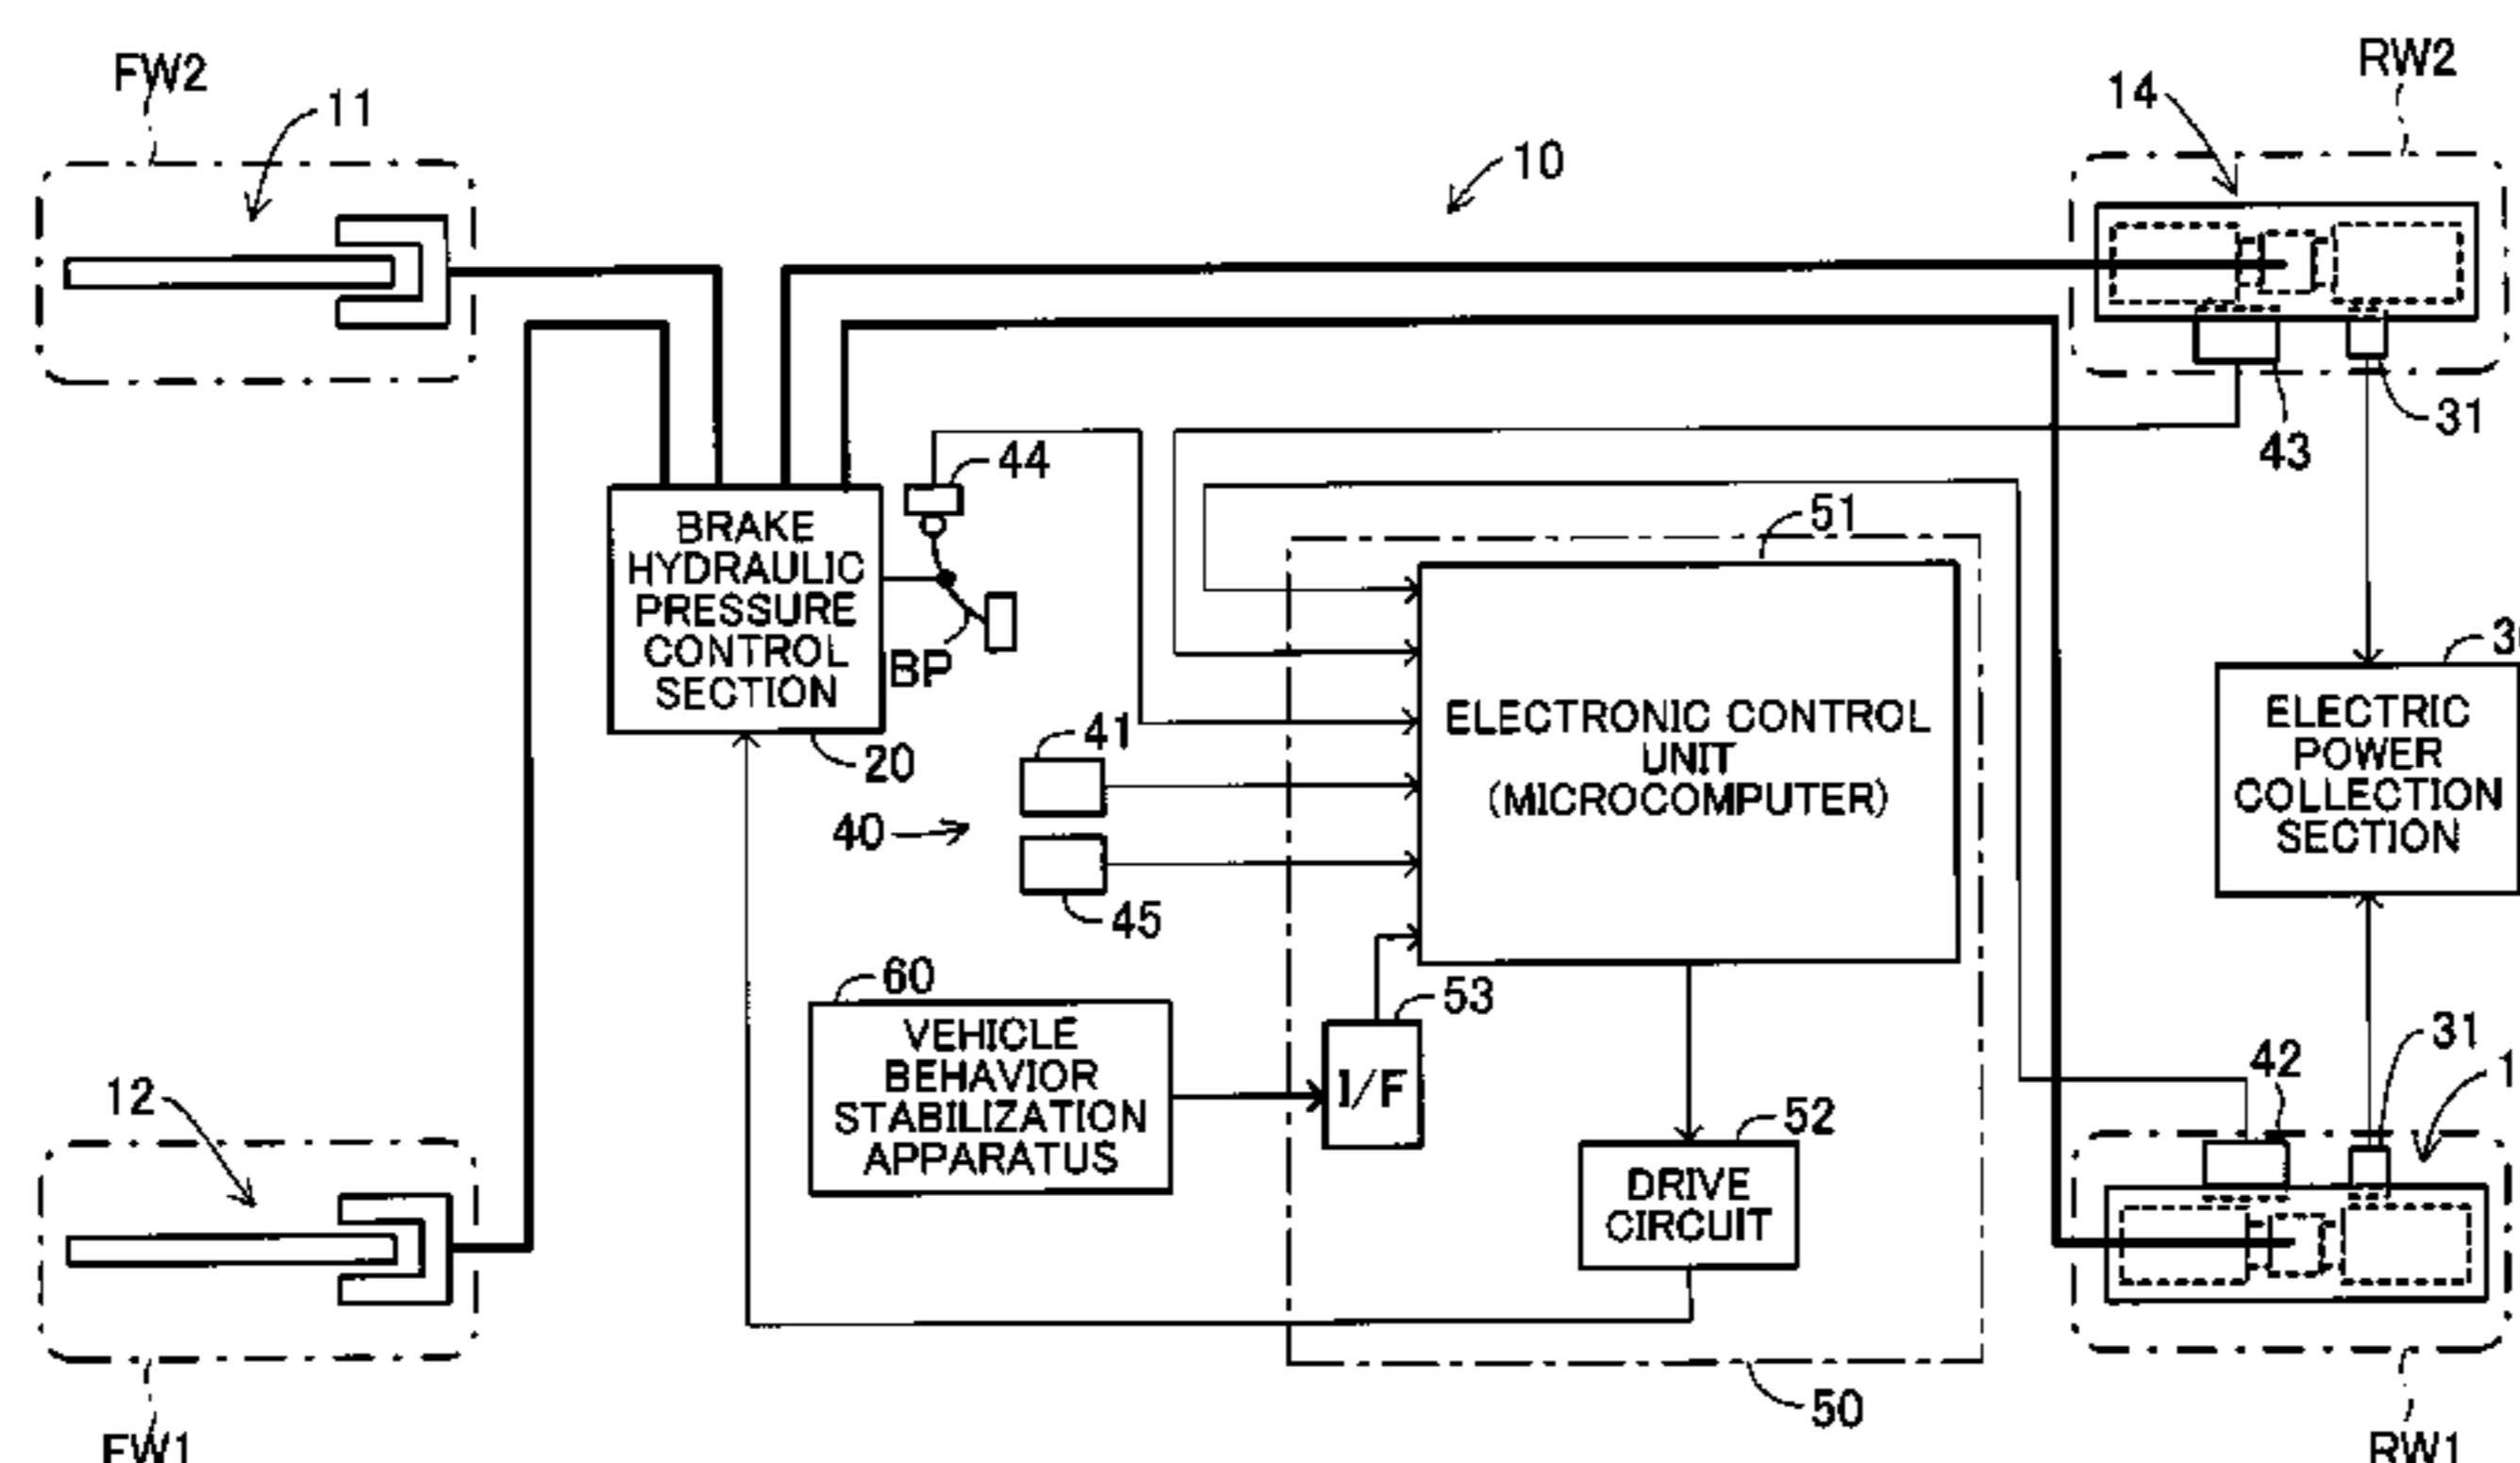 FW2
11
10
14
RW2
43
31
44
BRAKE
HYDRAULIC
PRESSURE
CONTROL
SECTION
BP
20
51
ELECTRONIC CONTROL
UNIT
(MICROCOMPUTER)
41
40
45
ELECTRIC
POWER
COLLECTION
SECTION
60
VEHICLE
BEHAVIOR
STABILIZATION
APPARATUS
53
I/F
52
DRIVE
CIRCUIT
50
12
FW1
42
31
1
RW1